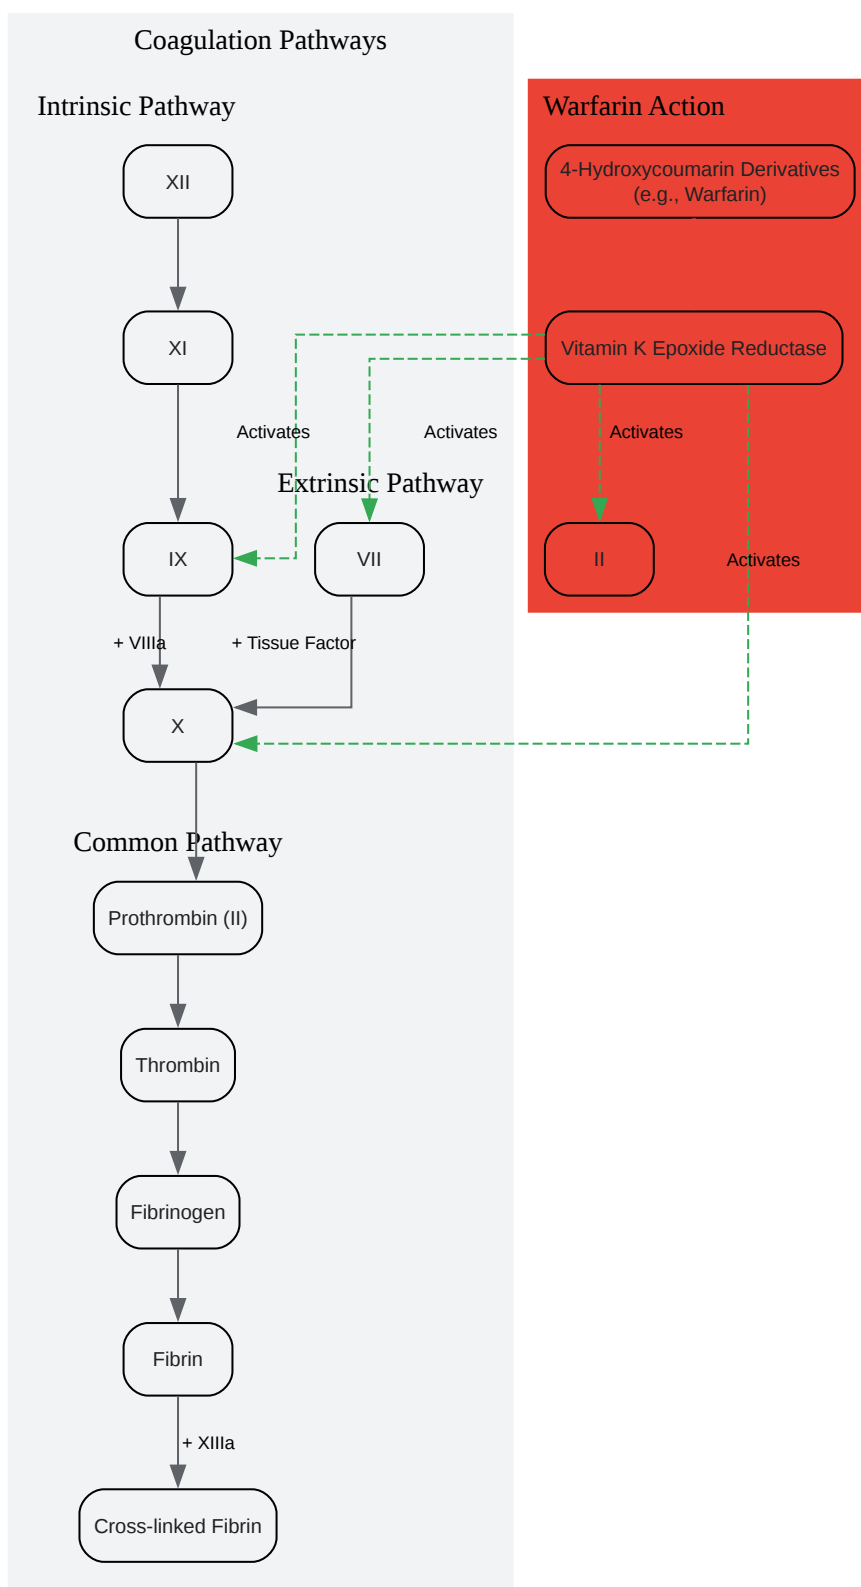 Coagulation Pathways
Intrinsic Pathway
Warfarin Action
XII
4-Hydroxycoumarin Derivatives
(e.g., Warfarin)
XI
Vitamin K Epoxide Reductase
Activates
Activates
Activates
Extrinsic Pathway
IX
VII
II
Activates
+ VIIIa
+ Tissue Factor
X
Common Pathway
Prothrombin (II)
Thrombin
Fibrinogen
Fibrin
+ XIIIa
Cross-linked Fibrin